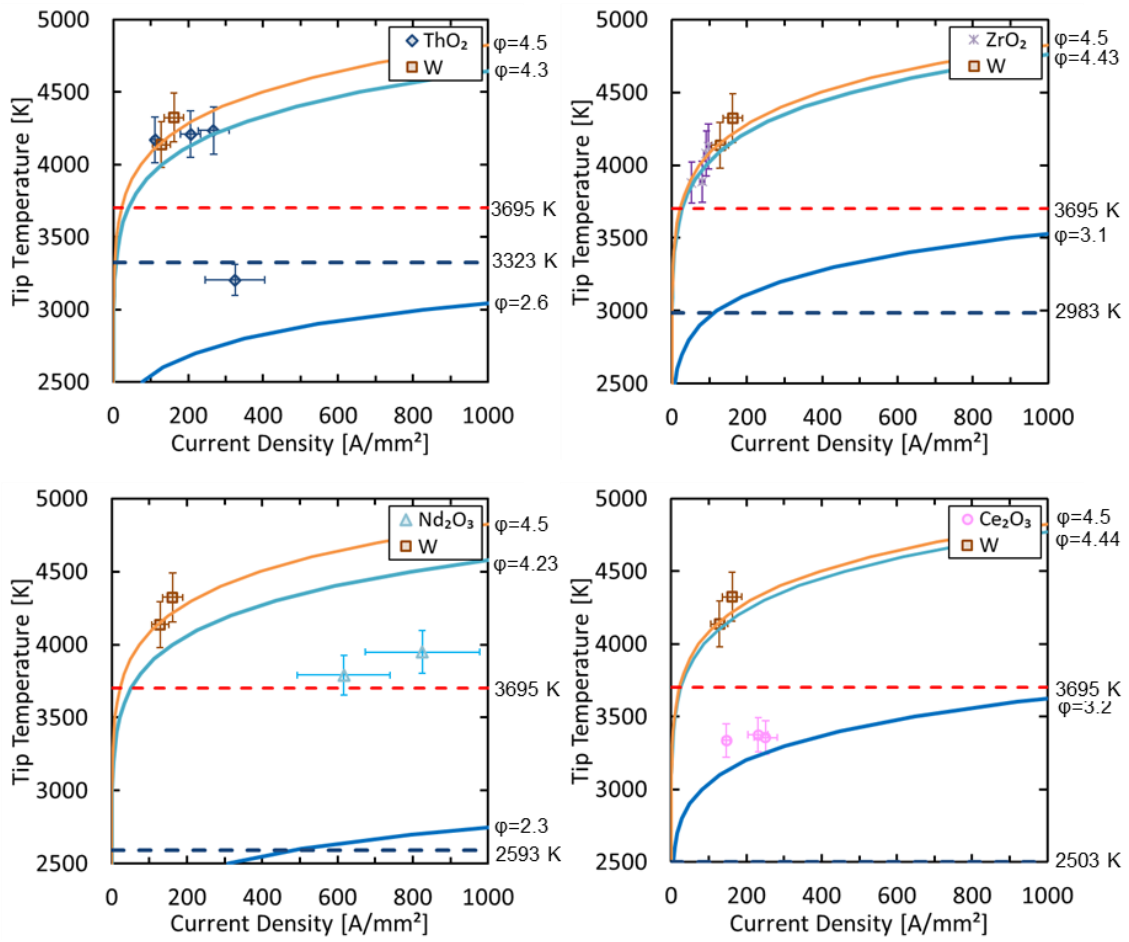 5000
4500
4000
3500
3000
2500
0 200 400 600 800 1000
Tip Temperature [K]
Current Density [A/mm²]
ThO₂
W
φ=4.5
φ=4.3
3695 K
3323 K
φ=2.6
5000
4500
4000
3500
3000
2500
0 200 400 600 800 1000
Tip Temperature [K]
Current Density [A/mm²]
ZrO₂
W
φ=4.5
φ=4.43
3695 K
φ=3.1
2983 K
5000
4500
4000
3500
3000
2500
0 200 400 600 800 1000
Tip Temperature [K]
Current Density [A/mm²]
Nd₂O₃
W
φ=4.5
φ=4.23
3695 K
φ=2.3
2593 K
5000
4500
4000
3500
3000
2500
0 200 400 600 800 1000
Tip Temperature [K]
Current Density [A/mm²]
Ce₂O₃
W
φ=4.5
φ=4.44
3695 K
φ=3.2
2503 K